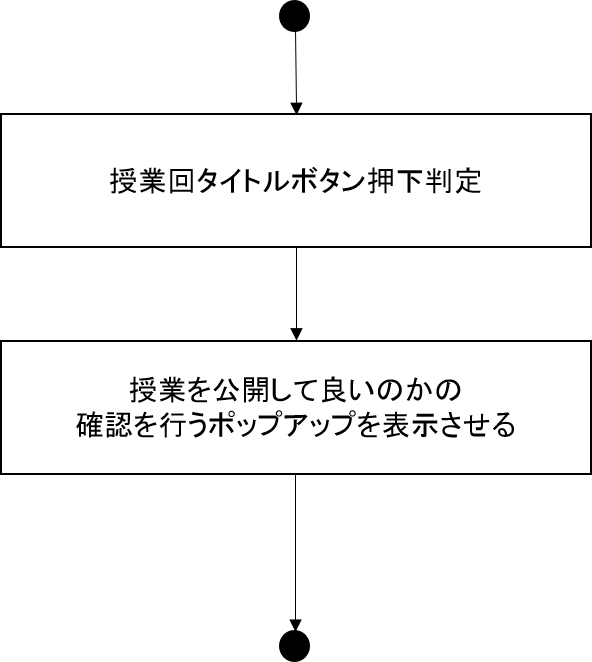 授業回タイトルボタン押下判定
授業を公開して良いのかの
確認を行うポップアップを表示させる